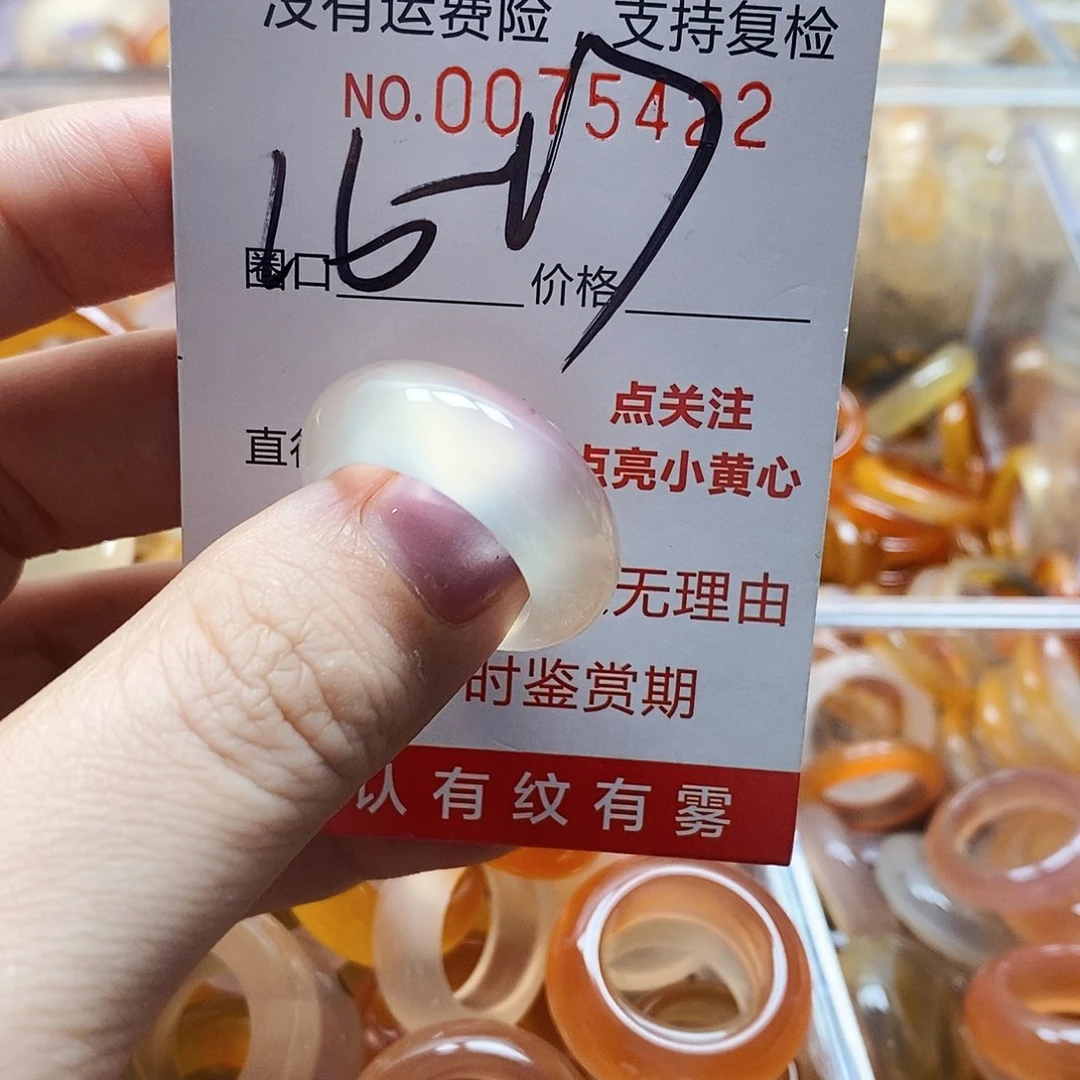 没有运费险，支持复检
NO.0075422
16-17
圈口 价格
点关注
点亮小黄心
无理由
时鉴赏期
认有纹有雾